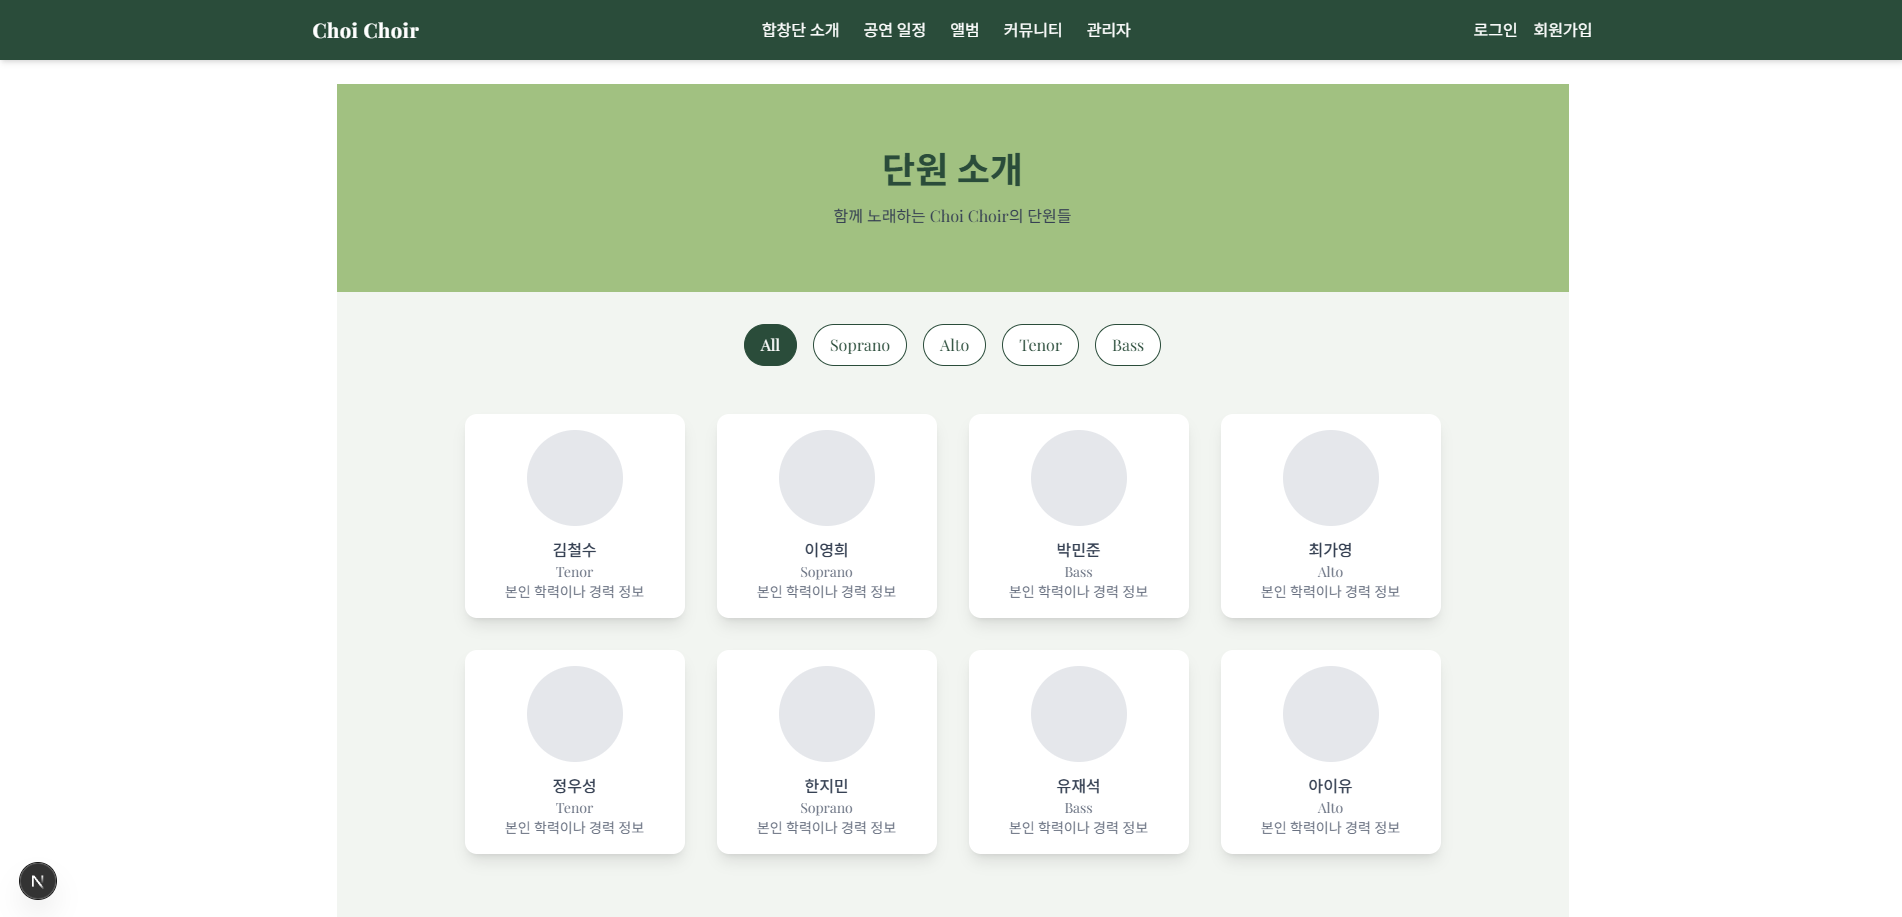 Choi Choir 합창단 소개 공연 일정 앨범 커뮤니티 관리자 로그인 회원가입
단원 소개
함께 노래하는 Choi Choir의 단원들
All Soprano Alto Tenor Bass
김철수
Tenor
본인 학력이나 경력 정보
이영희
Soprano
본인 학력이나 경력 정보
박민준
Bass
본인 학력이나 경력 정보
최가영
Alto
본인 학력이나 경력 정보
정우성
Tenor
본인 학력이나 경력 정보
한지민
Soprano
본인 학력이나 경력 정보
유재석
Bass
본인 학력이나 경력 정보
아이유
Alto
본인 학력이나 경력 정보
N